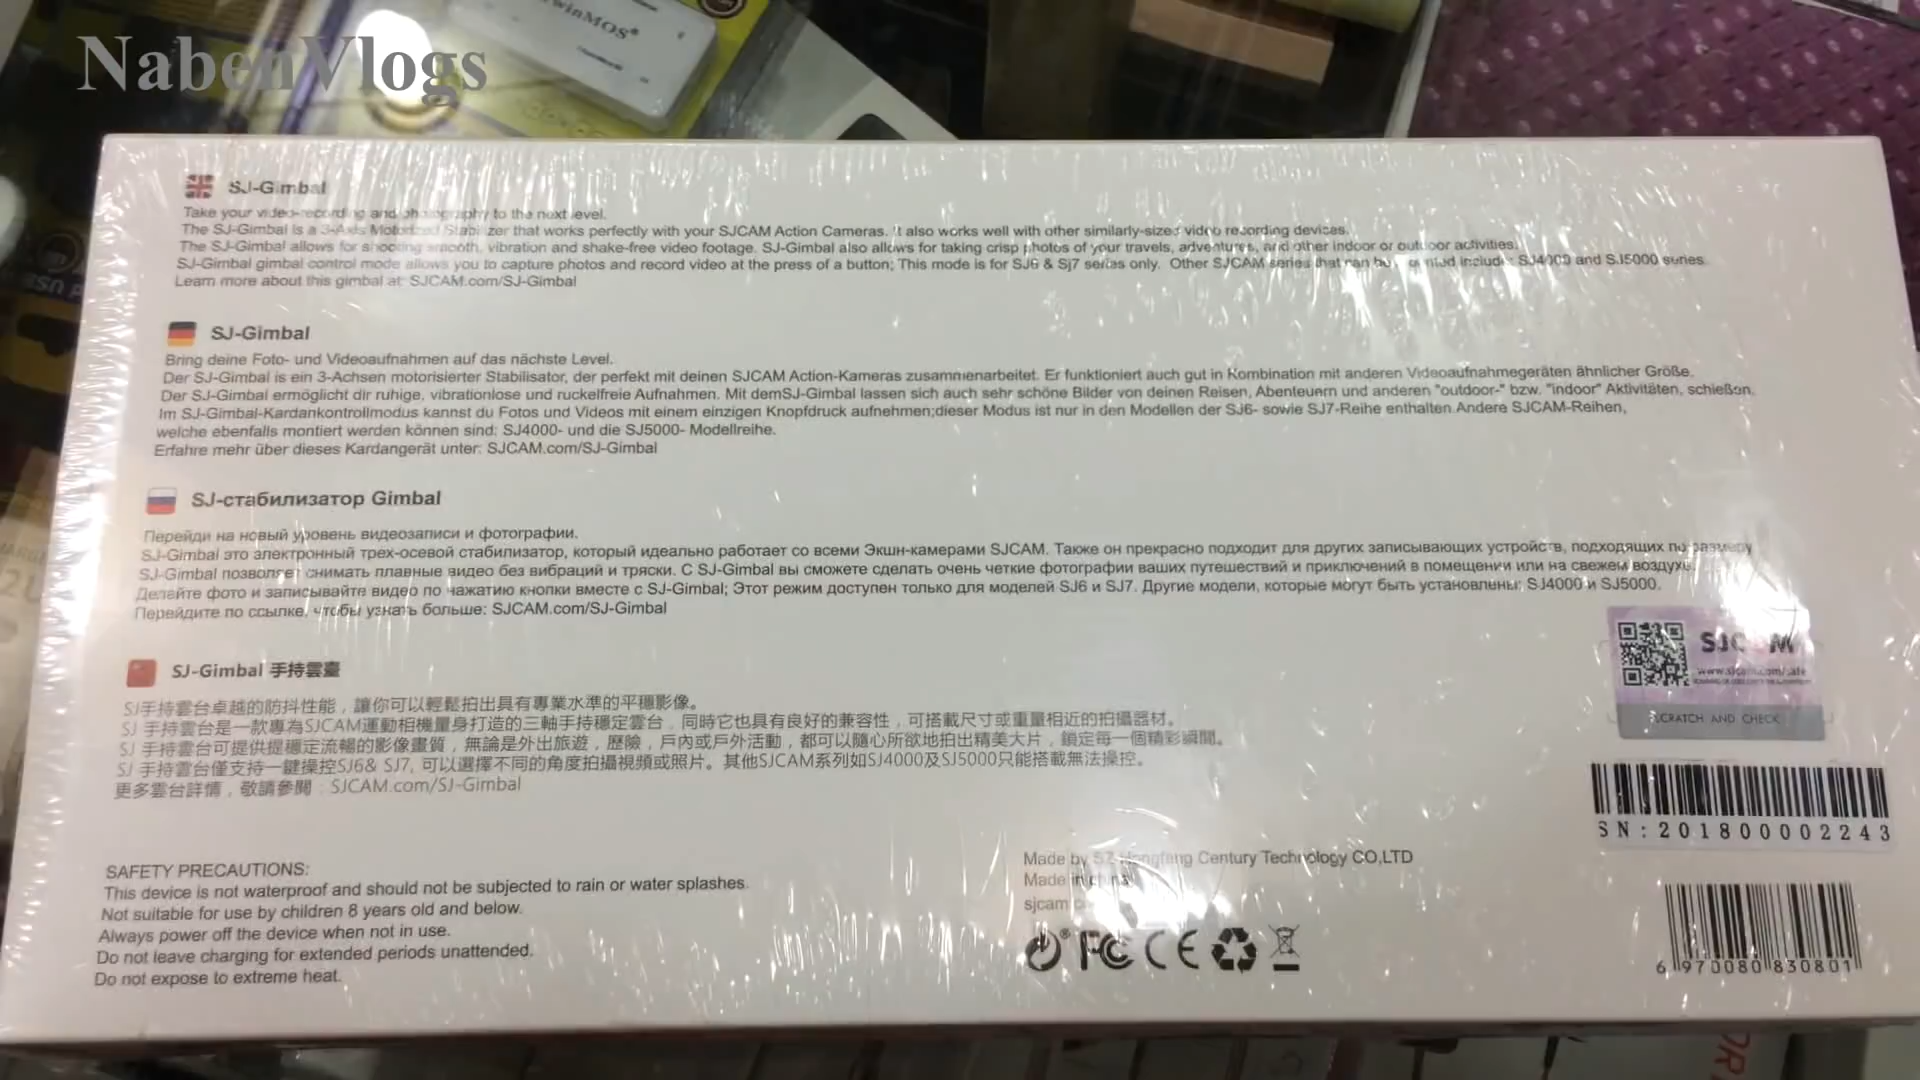 NabenVlogs
TwinMOS
SJ-Gimbal
Take your video-recording and photography to the next level.
The SJ-Gimbal is a 3-Axis Motorized Stabilizer that works perfectly with your SJCAM Action Cameras. It also works well with other similarly-sized video recording devices.
The SJ-Gimbal allows for shooting smooth, vibration and shake-free video footage. SJ-Gimbal also allows for taking crisp photos of your travels, adventures, and other indoor or outdoor activities.
SJ-Gimbal gimbal control mode allows you to capture photos and record video at the press of a button; This mode is for SJ6 & Sj7 series only. Other SJCAM series that can be mounted include: SJ4000 and SJ5000 series.
Learn more about this gimbal at: SJCAM.com/SJ-Gimbal
SJ-Gimbal
Bring deine Foto- und Videoaufnahmen auf das nächste Level.
Der SJ-Gimbal is ein 3-Achsen motorisierter Stabilisator, der perfekt mit deinen SJCAM Action-Kameras zusammenarbeitet. Er funktioniert auch gut in Kombination mit anderen Videoaufnahmegeräten ähnlicher Größe.
Der SJ-Gimbal ermöglicht dir ruhige, vibrationlose und ruckelfreie Aufnahmen. Mit demSJ-Gimbal lassen sich auch sehr schöne Bilder von deinen Reisen, Abenteuern und anderen "outdoor-" bzw. "indoor" Aktivitäten, schießen.
Im SJ-Gimbal-Kardankontrollmodus kannst du Fotos und Videos mit einem einzigen Knopfdruck aufnehmen;dieser Modus ist nur in den Modellen der SJ6- sowie SJ7-Reihe enthalten.Andere SJCAM-Reihen,
welche ebenfalls montiert werden können sind: SJ4000- und die SJ5000- Modellreihe.
Erfahre mehr über dieses Kardangerät unter: SJCAM.com/SJ-Gimbal
SJ-стабилизатор Gimbal
Перейди на новый уровень видеозаписи и фотографии.
SJ-Gimbal это электронный трех-осевой стабилизатор, который идеально работает со всеми Экшн-камерами SJCAM. Также он прекрасно подходит для других записывающих устройств, подходящих по размеру
SJ-Gimbal позволяет снимать плавные видео без вибраций и тряски. С SJ-Gimbal вы сможете сделать очень четкие фотографии ваших путешествий и приключений в помещении или на свежем воздухе.
Делайте фото и записывайте видео по нажатию кнопки вместе с SJ-Gimbal; Этот режим доступен только для моделей SJ6 и SJ7. Другие модели, которые могут быть установлены: SJ4000 и SJ5000.
Перейдите по ссылке, чтобы узнать больше: SJCAM.com/SJ-Gimbal
SJ-Gimbal 手持雲臺
SJ手持雲台卓越的防抖性能，讓你可以輕鬆拍出具有專業水準的平穩影像。
SJ 手持雲台是一款專為SJCAM運動相機量身打造的三軸手持穩定雲台，同時它也具有良好的兼容性，可搭載尺寸或重量相近的拍攝器材。
SJ 手持雲台可提供提穩定流暢的影像畫質，無論是外出旅遊，歷險，戶內或戶外活動，都可以隨心所欲地拍出精美大片，鎖定每一個精彩瞬間。
SJ 手持雲台僅支持一鍵操控SJ6& SJ7, 可以選擇不同的角度拍攝視頻或照片。其他SJCAM系列如SJ4000及SJ5000只能搭載無法操控。
更多雲台詳情，敬請參閱：SJCAM.com/SJ-Gimbal
SJCAM
www.sjcam.com/safe
SCRATCH AND CHECK
SN:201800002243
SAFETY PRECAUTIONS:
This device is not waterproof and should not be subjected to rain or water splashes.
Not suitable for use by children 8 years old and below.
Always power off the device when not in use.
Do not leave charging for extended periods unattended.
Do not expose to extreme heat.
Made by SZ Hongfang Century Technology CO,LTD
Made in china
sjcam
FC CE
6 970080 830801